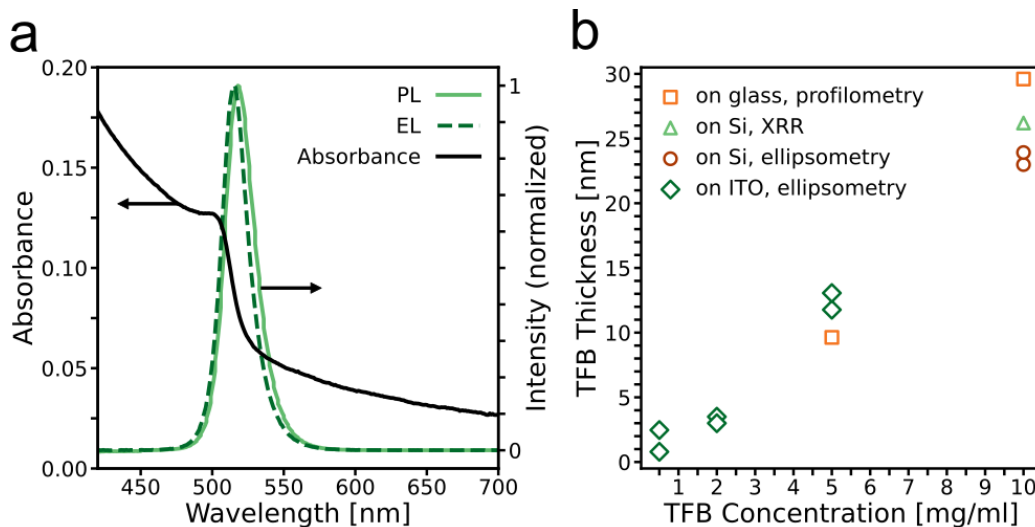 a
0.20
0.15
0.10
0.05
0.00
Absorbance
450 500 550 600 650 700
Wavelength [nm]
1
0
Intensity (normalized)
PL
EL
Absorbance
b
30
25
20
15
10
5
0
TFB Thickness [nm]
1 2 3 4 5 6 7 8 9 10
TFB Concentration [mg/ml]
on glass, profilometry
on Si, XRR
on Si, ellipsometry
on ITO, ellipsometry